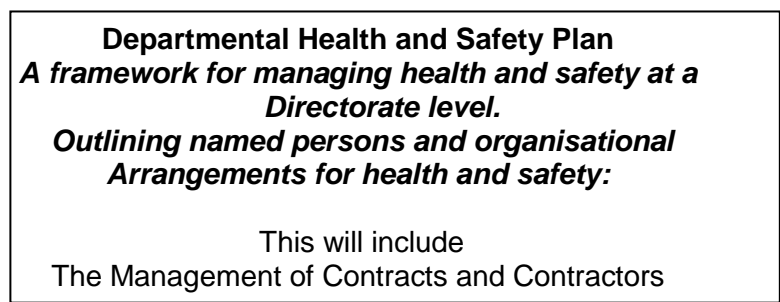 Departmental Health and Safety Plan
A framework for managing health and safety at a
Directorate level.
Outlining named persons and organisational
Arrangements for health and safety:
This will include
The Management of Contracts and Contractors